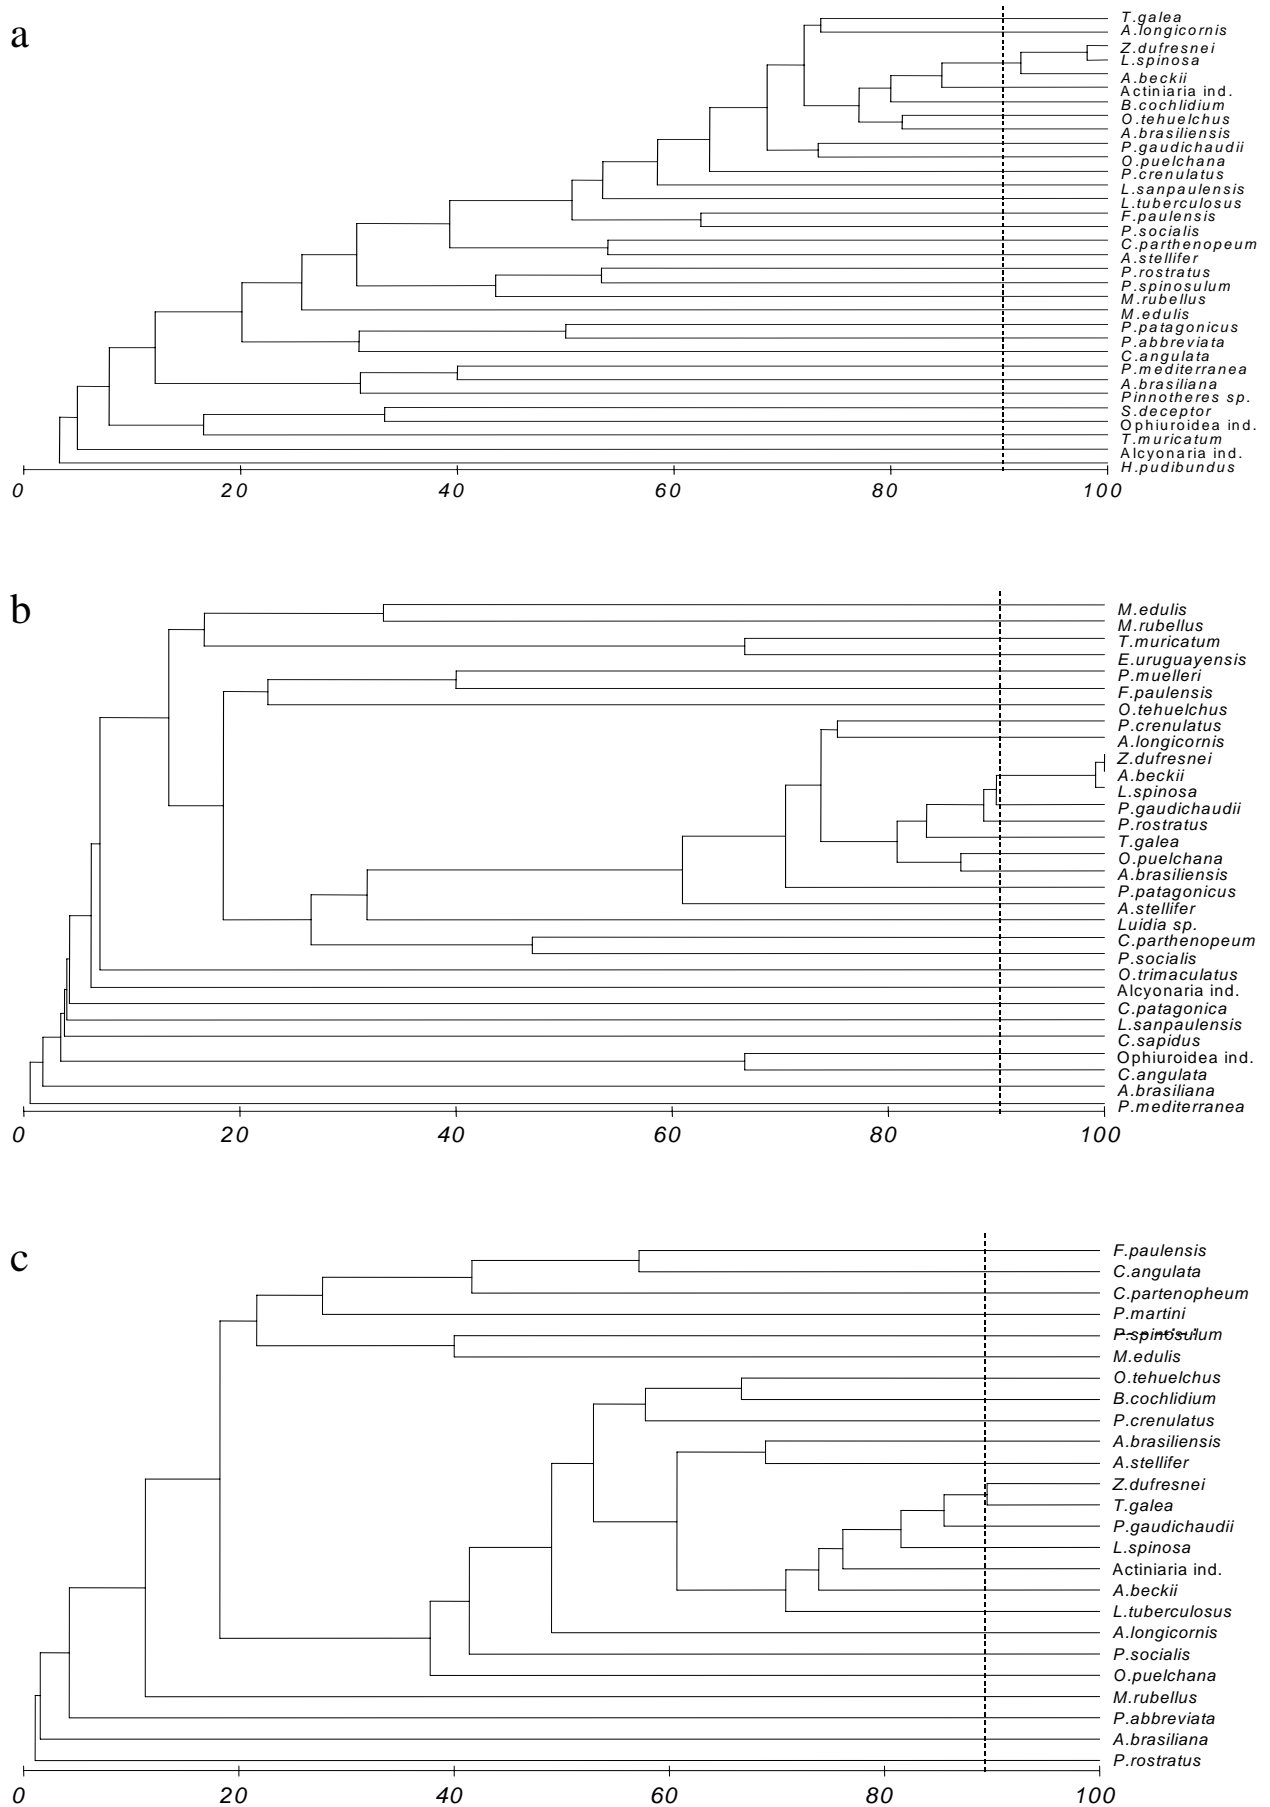 a
T.galea
A.longicornis
Z.dufresnei
L.spinosa
A.beckii
Actiniaria ind.
B.cochlidium
O.tehuelchus
A.brasiliensis
P.gaudichaudii
O.puelchana
P.crenulatus
L.sanpaulensis
L.tuberculosus
F.paulensis
P.socialis
C.parthenopeum
A.stellifer
P.rostratus
P.spinosulum
M.rubellus
M.edulis
P.patagonicus
P.abbreviata
C.angulata
P.mediterranea
A.brasiliana
Pinnotheres sp.
S.deceptor
Ophiuroidea ind.
T.muricatum
Alcyonaria ind.
H.pudibundus
0 20 40 60 80 100
b
M.edulis
M.rubellus
T.muricatum
E.uruguayensis
P.muelleri
F.paulensis
O.tehuelchus
P.crenulatus
A.longicornis
Z.dufresnei
A.beckii
L.spinosa
P.gaudichaudii
P.rostratus
T.galea
O.puelchana
A.brasiliensis
P.patagonicus
A.stellifer
Luidia sp.
C.parthenopeum
P.socialis
O.trimaculatus
Alcyonaria ind.
C.patagonica
L.sanpaulensis
C.sapidus
Ophiuroidea ind.
C.angulata
A.brasiliana
P.mediterranea
0 20 40 60 80 100
c
F.paulensis
C.angulata
C.partenopheum
P.martini
P.spinosulum
M.edulis
O.tehuelchus
B.cochlidium
P.crenulatus
A.brasiliensis
A.stellifer
Z.dufresnei
T.galea
P.gaudichaudii
L.spinosa
Actiniaria ind.
A.beckii
L.tuberculosus
A.longicornis
P.socialis
O.puelchana
M.rubellus
P.abbreviata
A.brasiliana
P.rostratus
0 20 40 60 80 100